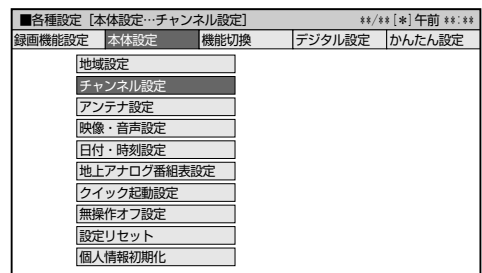 ■各種設定［本体設定…チャンネル設定］ **/**[*]午前 **:**
録画機能設定 本体設定 機能切換 デジタル設定 かんたん設定
地域設定
チャンネル設定
アンテナ設定
映像・音声設定
日付・時刻設定
地上アナログ番組表設定
クイック起動設定
無操作オフ設定
設定リセット
個人情報初期化